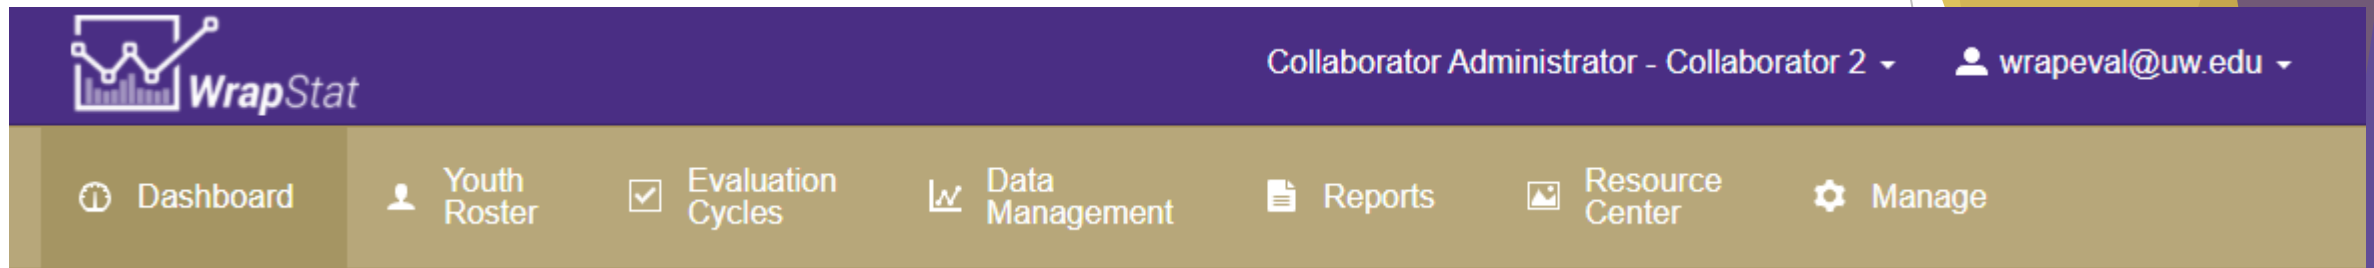 WrapStat
Collaborator Administrator - Collaborator 2
wrapeval@uw.edu
Dashboard
Youth
Roster
Evaluation
Cycles
Data
Management
Reports
Resource
Center
Manage